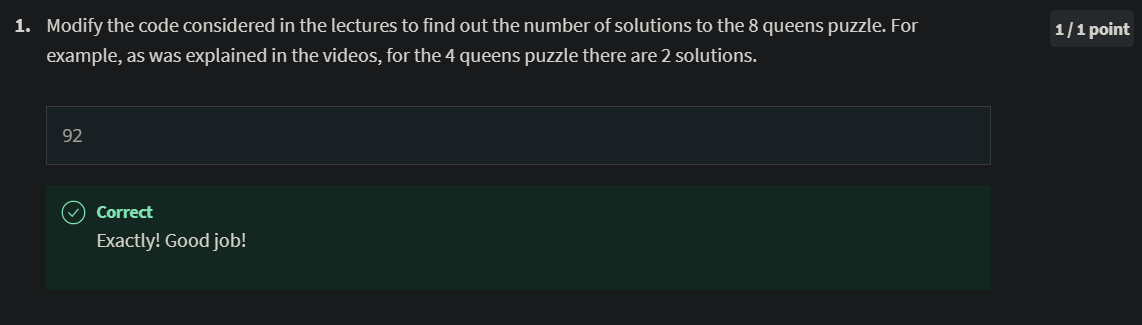 1. Modify the code considered in the lectures to find out the number of solutions to the 8 queens puzzle. For
example, as was explained in the videos, for the 4 queens puzzle there are 2 solutions.
1 / 1 point
92
Correct
Exactly! Good job!